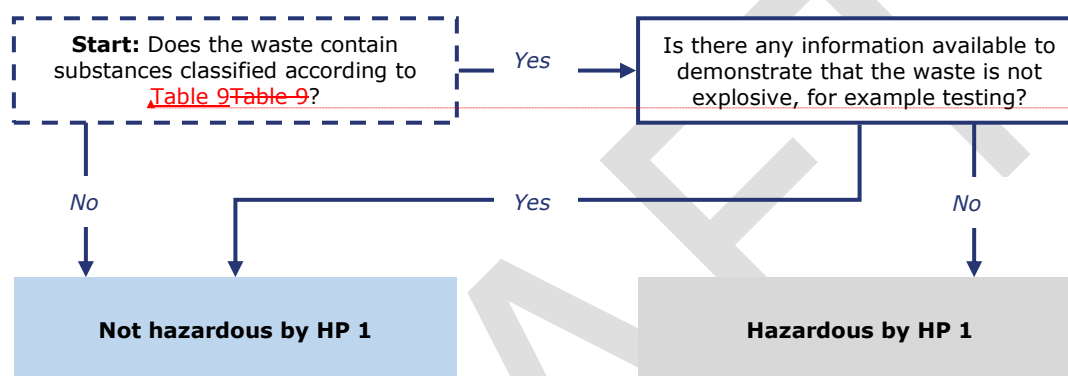 Start: Does the waste contain
substances classified according to
Table 9Table 9?
Yes
Is there any information available to
demonstrate that the waste is not
explosive, for example testing?
No
Yes
No
Not hazardous by HP 1
Hazardous by HP 1